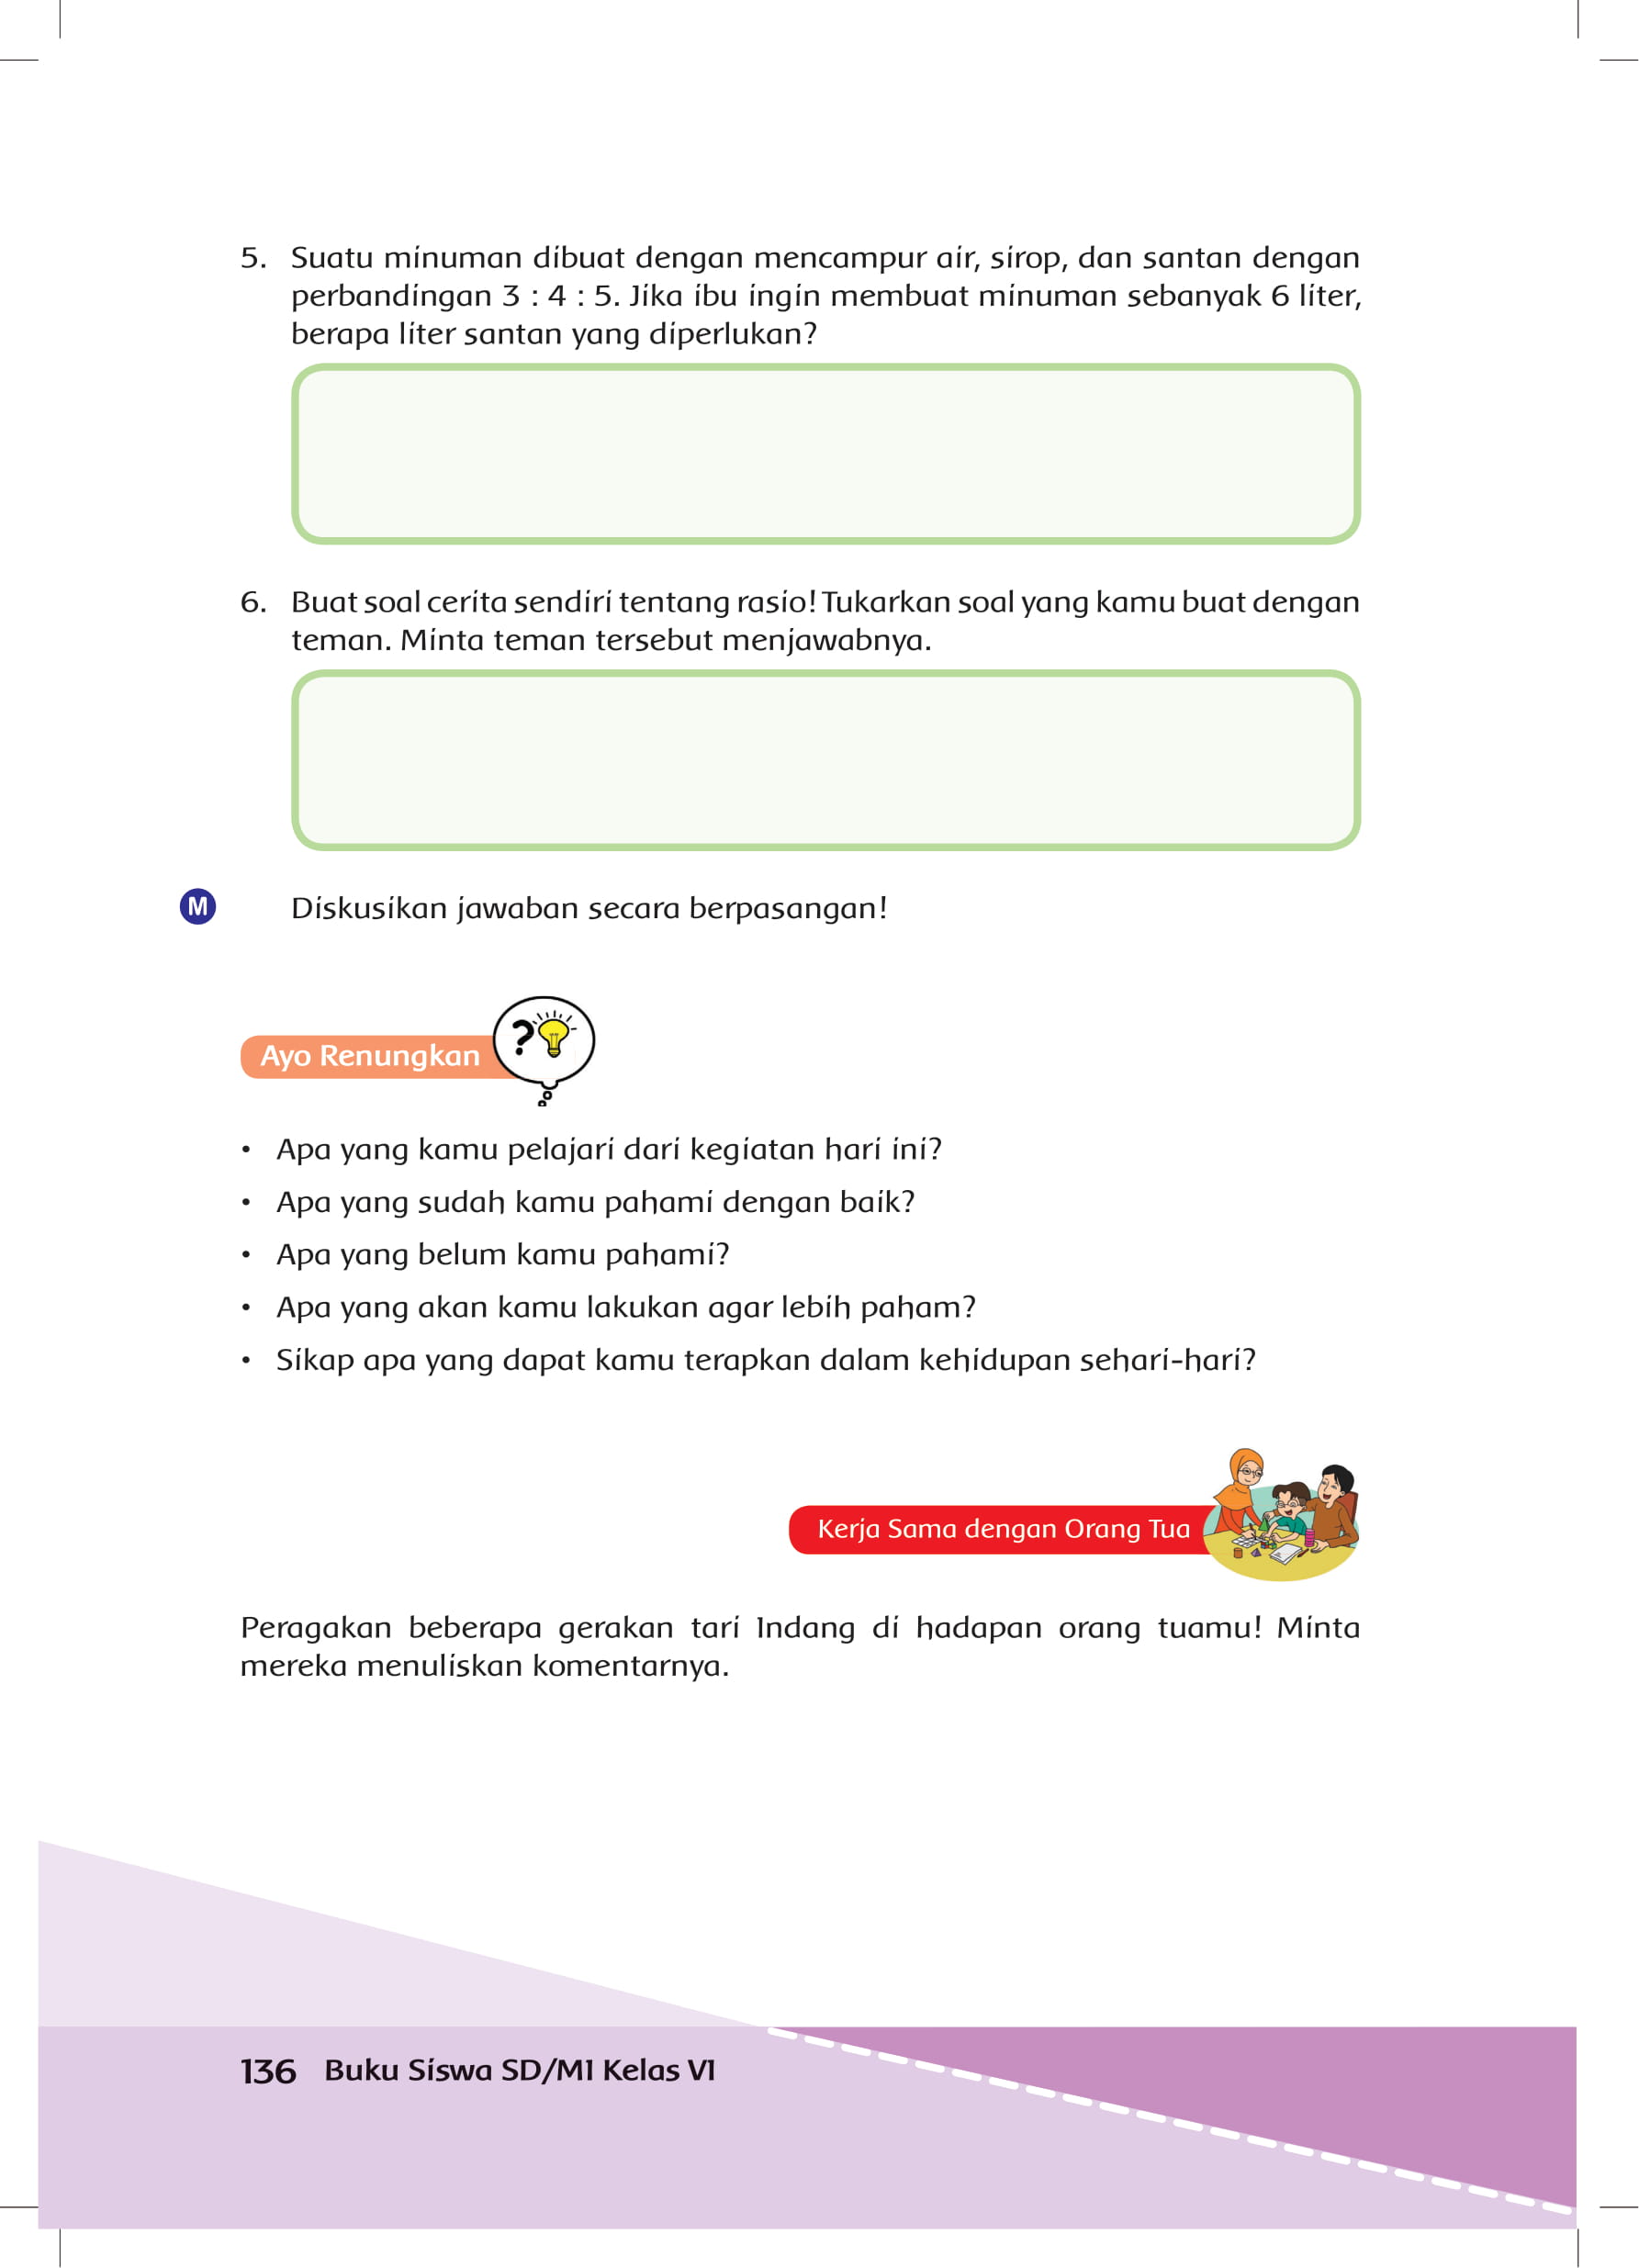 5. Suatu minuman dibuat dengan mencampur air, sirop, dan santan dengan
perbandingan 3 : 4 : 5. Jika ibu ingin membuat minuman sebanyak 6 liter,
berapa liter santan yang diperlukan?
6. Buat soal cerita sendiri tentang rasio! Tukarkan soal yang kamu buat dengan
teman. Minta teman tersebut menjawabnya.
M Diskusikan jawaban secara berpasangan!
Ayo Renungkan ?
• Apa yang kamu pelajari dari kegiatan hari ini?
• Apa yang sudah kamu pahami dengan baik?
• Apa yang belum kamu pahami?
• Apa yang akan kamu lakukan agar lebih paham?
• Sikap apa yang dapat kamu terapkan dalam kehidupan sehari-hari?
Kerja Sama dengan Orang Tua
Peragakan beberapa gerakan tari Indang di hadapan orang tuamu! Minta
mereka menuliskan komentarnya.
136 Buku Siswa SD/MI Kelas VI